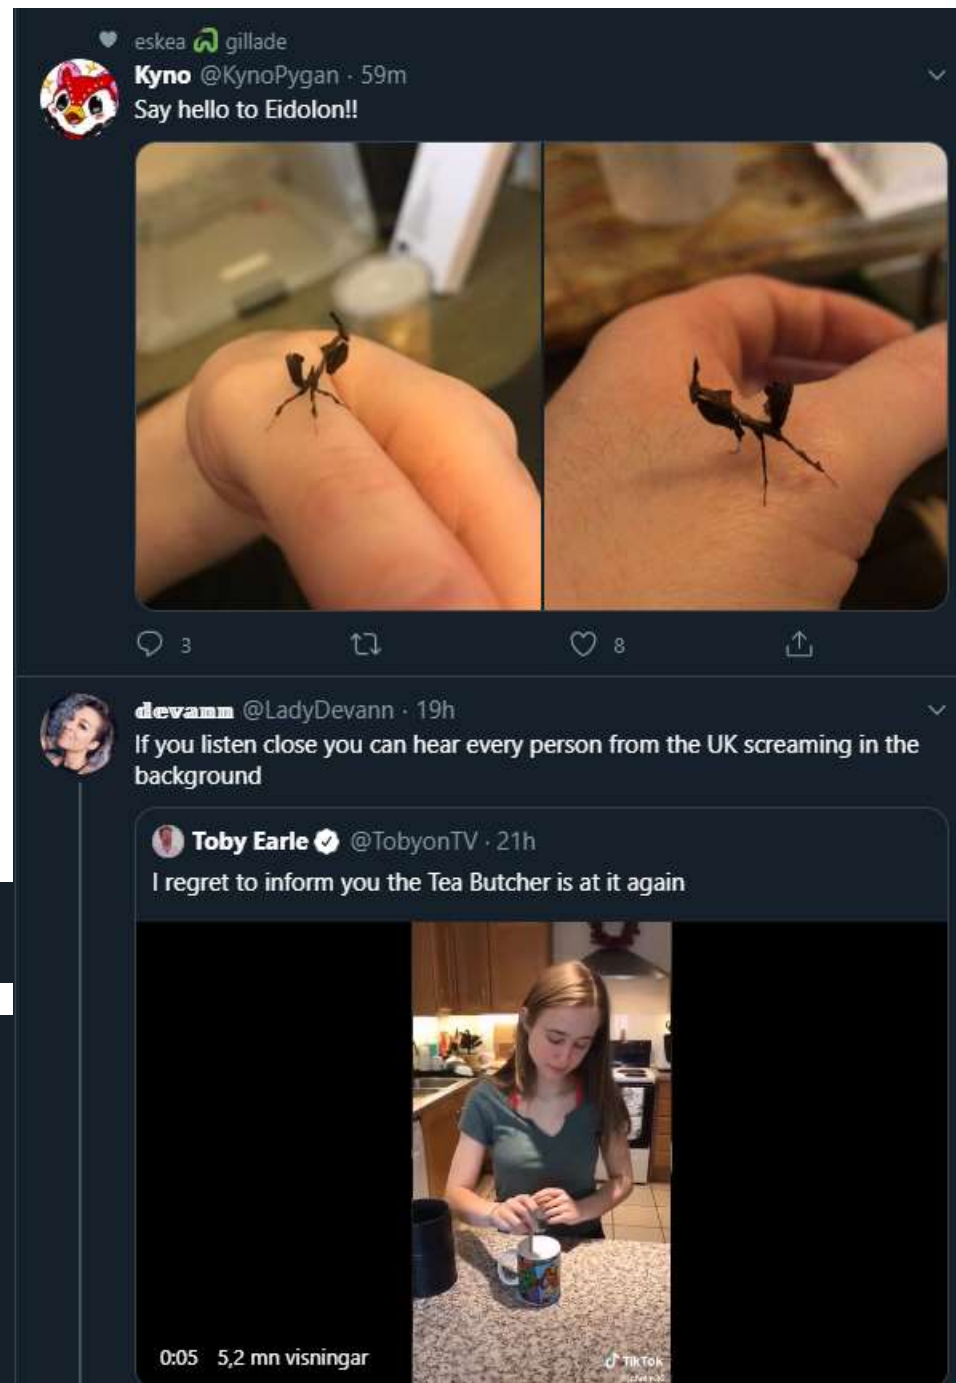 eskea gillade
Kyno @KynoPygan · 59m
Say hello to Eidolon!!
3
8
devann @LadyDevann · 19h
If you listen close you can hear every person from the UK screaming in the
background
Toby Earle @TobyonTV · 21h
I regret to inform you the Tea Butcher is at it again
0:05 5,2 mn visningar
TikTok